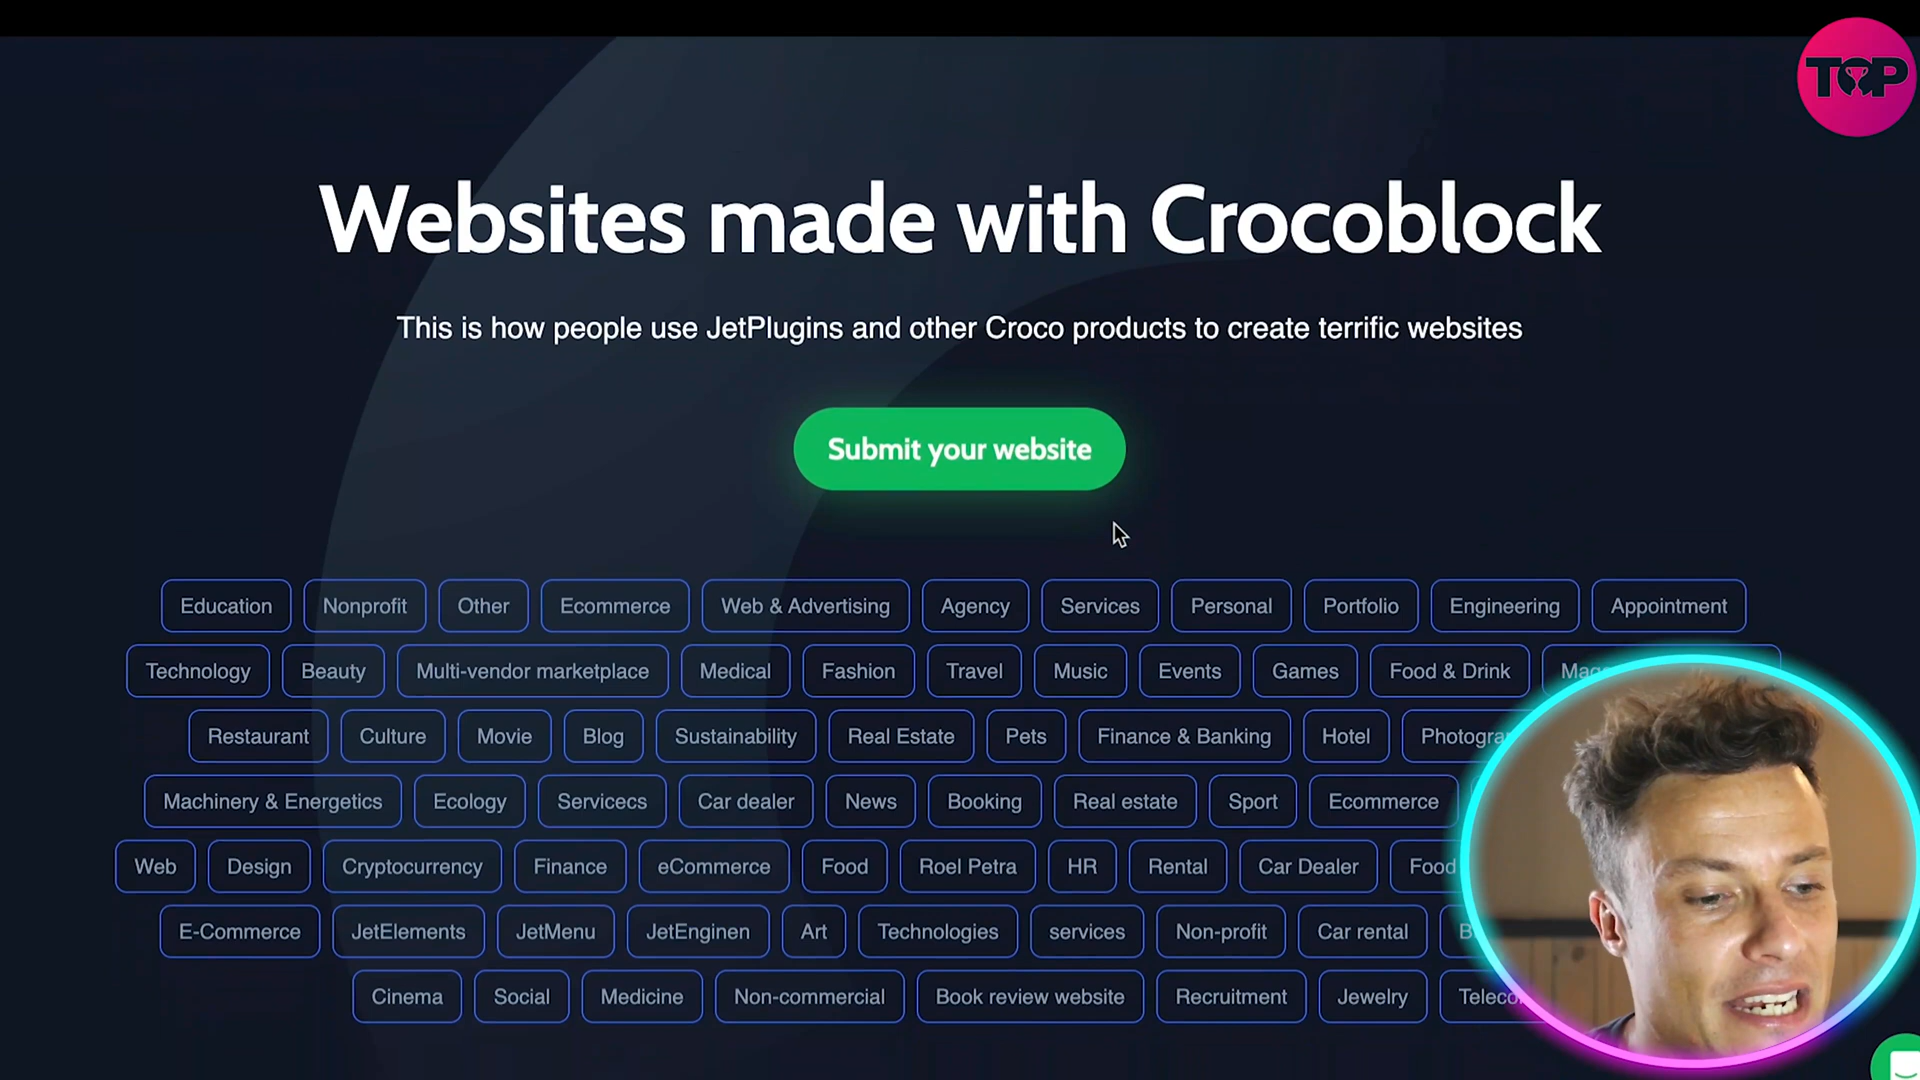 TOP
Websites made with Crocoblock
This is how people use JetPlugins and other Croco products to create terrific websites
Submit your website
Education Nonprofit Other Ecommerce Web & Advertising Agency Services Personal Portfolio Engineering Appointment
Technology Beauty Multi-vendor marketplace Medical Fashion Travel Music Events Games Food & Drink
Restaurant Culture Movie Blog Sustainability Real Estate Pets Finance & Banking Hotel
Machinery & Energetics Ecology Servicecs Car dealer News Booking Real estate Sport Ecommerce
Web Design Cryptocurrency Finance eCommerce Food Roel Petra HR Rental Car Dealer Food
E-Commerce JetElements JetMenu JetEnginen Art Technologies services Non-profit Car rental
Cinema Social Medicine Non-commercial Book review website Recruitment Jewelry